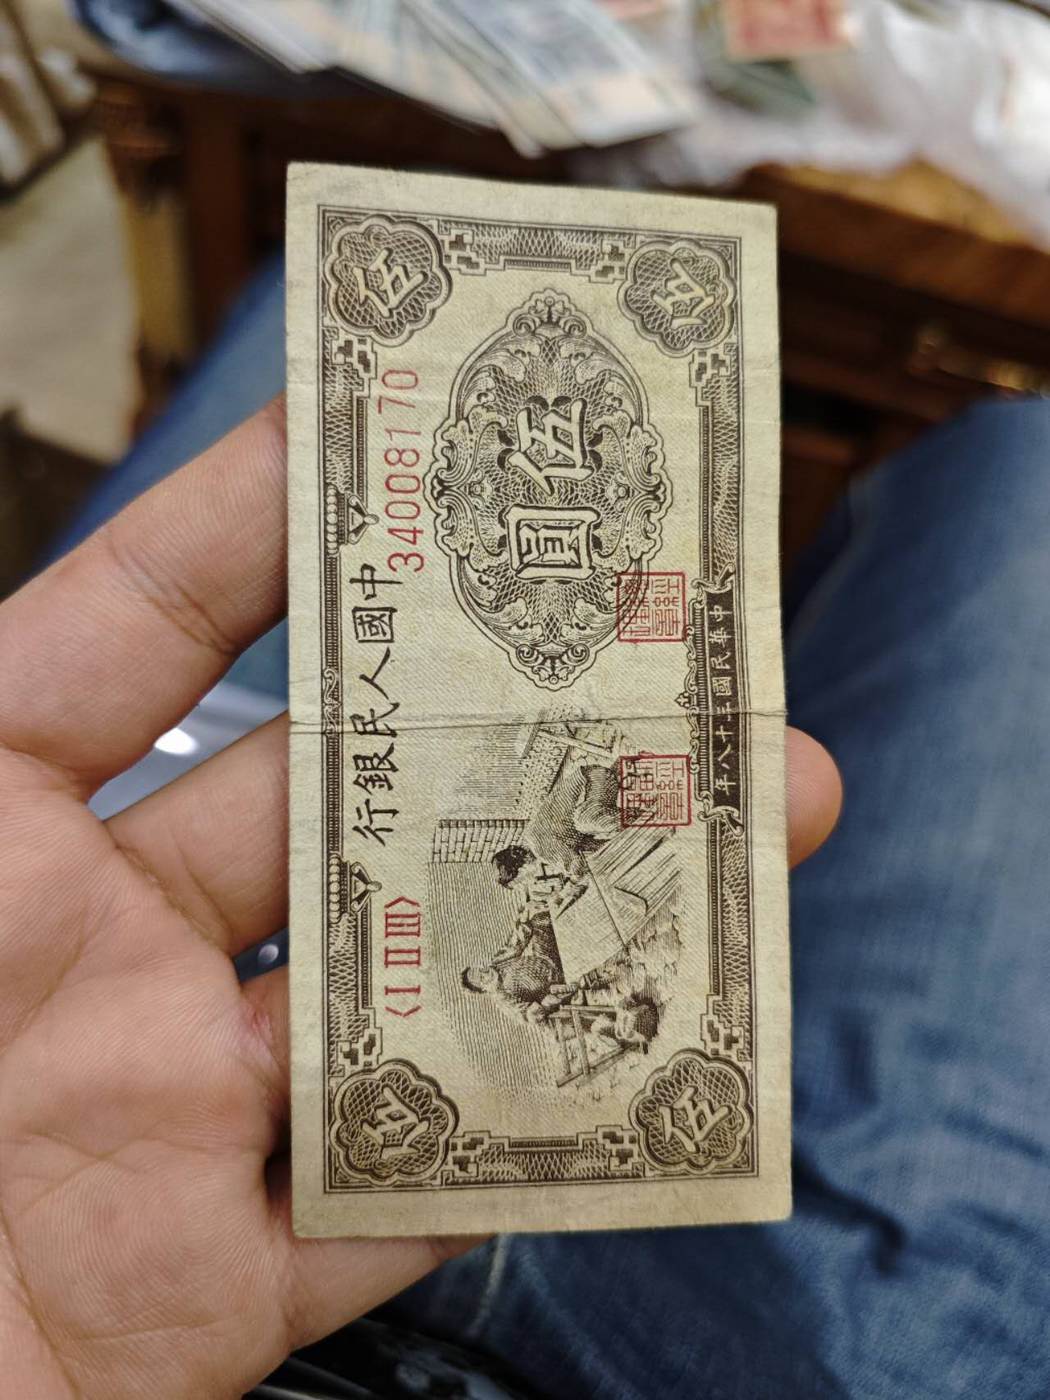 伍
伍
中國人民銀行
〈I II III〉
34008170
伍圓
中華民國三十八年
伍
伍